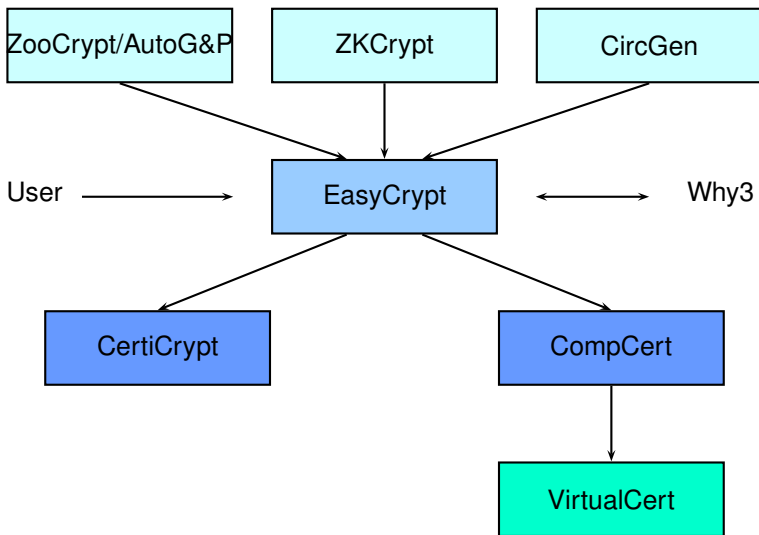 ZooCrypt/AutoG&P
ZKCrypt
CircGen
User
EasyCrypt
Why3
CertiCrypt
CompCert
VirtualCert